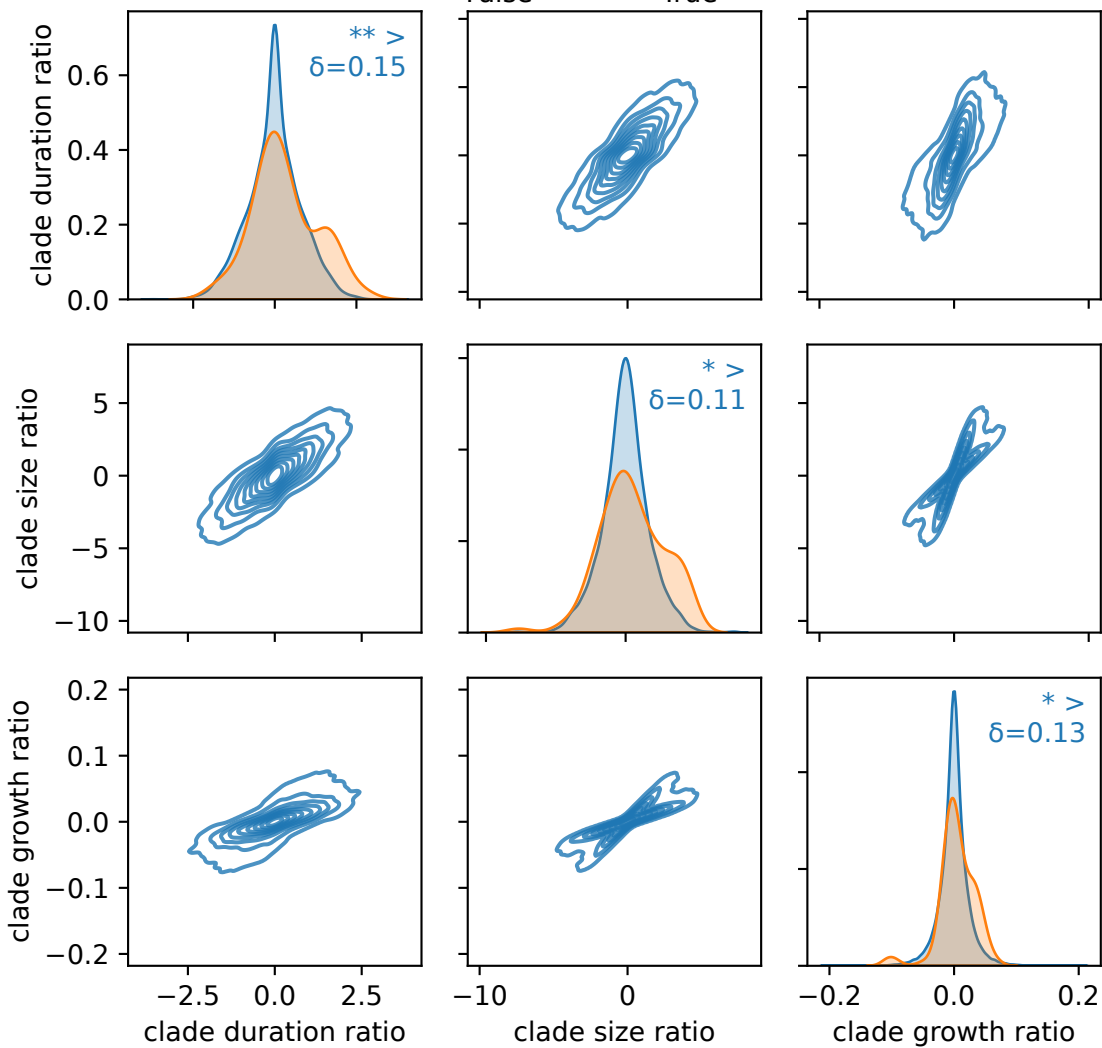 False True
clade duration ratio
0.6
0.4
0.2
0.0
** >
δ=0.15
clade size ratio
5
0
−5
−10
* >
δ=0.11
clade growth ratio
0.2
0.1
0.0
−0.1
−0.2
* >
δ=0.13
−2.5 0.0 2.5
−10 0
−0.2 0.0 0.2
clade duration ratio
clade size ratio
clade growth ratio